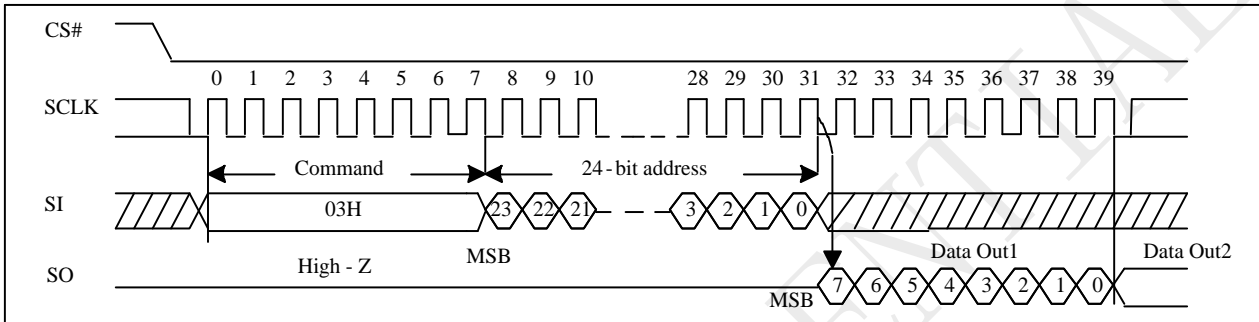 CS#
0 1 2 3 4 5 6 7 8 9 10 28 29 30 31 32 33 34 35 36 37 38 39
SCLK
Command 24-bit address
SI 03H 23 22 21 3 2 1 0
High - Z MSB Data Out1 Data Out2
SO MSB 7 6 5 4 3 2 1 0